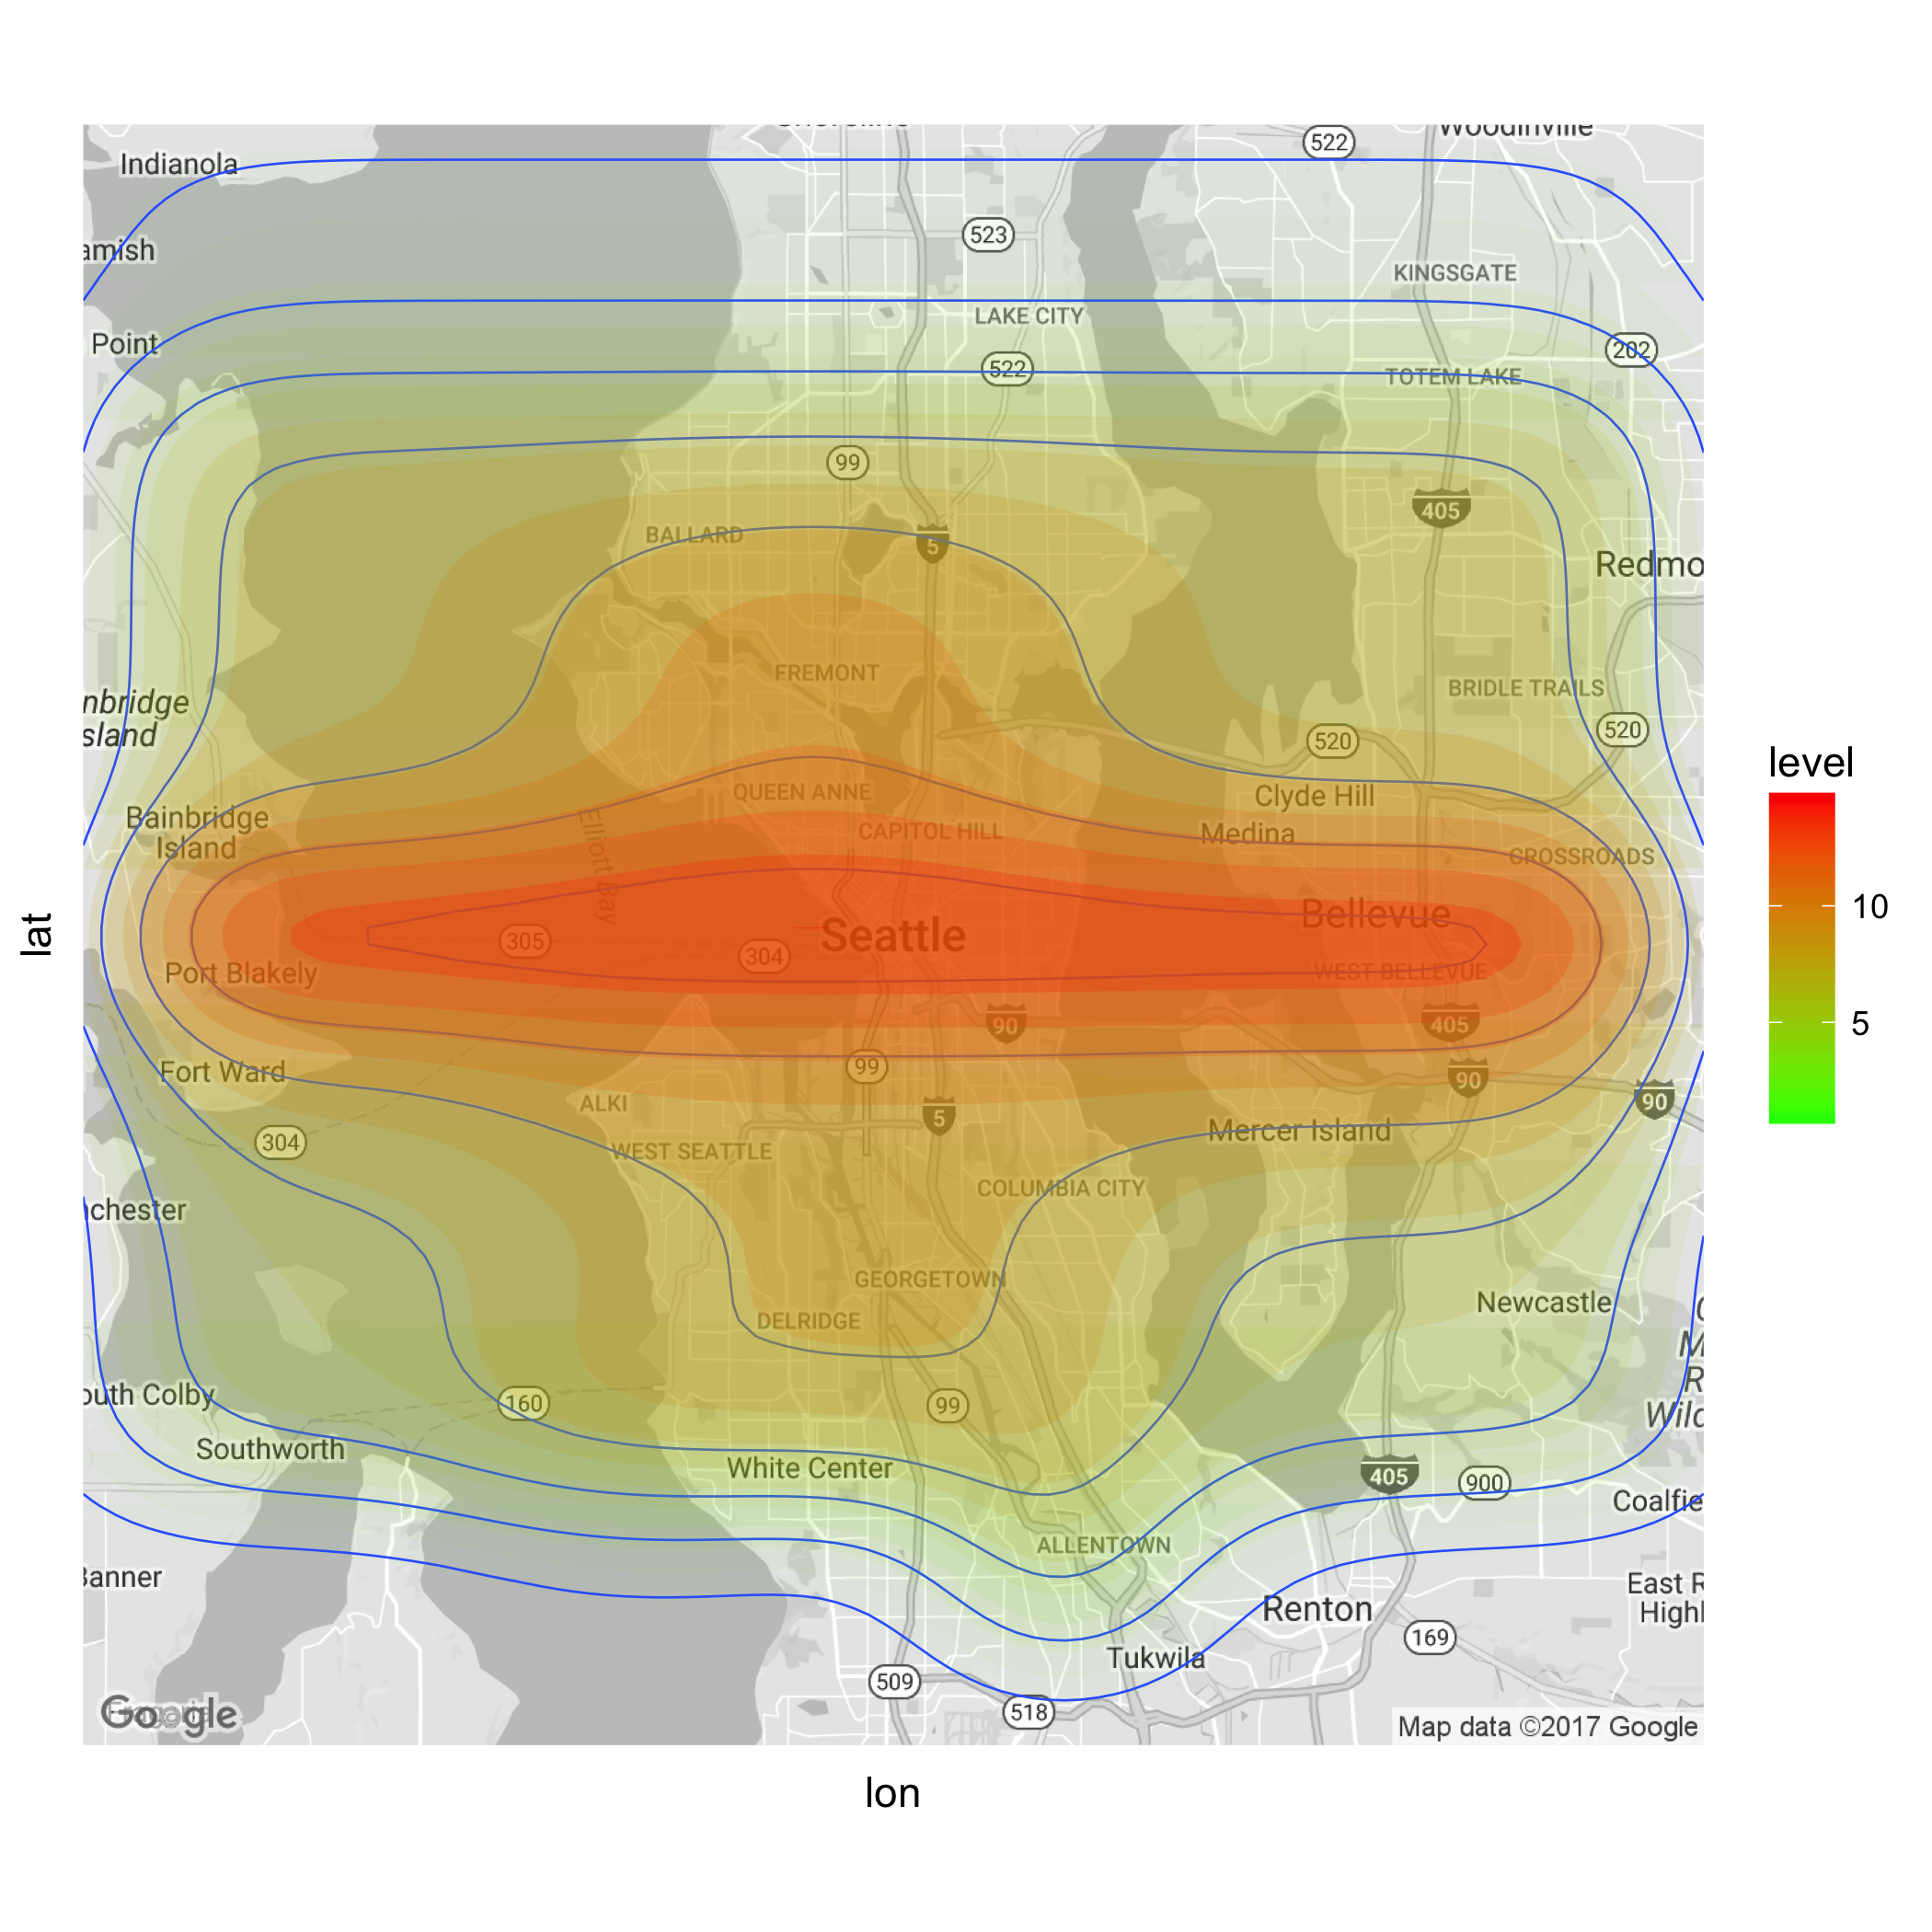 Woodinville
522
Indianola
523
amish
KINGSGATE
LAKE CITY
Point
202
522
TOTEM LAKE
99
405
BALLARD
5
Redmo
FREMONT
BRIDLE TRAILS
nbridge
sland
520
520
QUEEN ANNE
Clyde Hill
Bainbridge
Island
Elliott Bay
CAPITOL HILL
Medina
CROSSROADS
level
10
5
Bellevue
Seattle
305
304
WEST BELLEVUE
Port Blakely
90
405
99
Fort Ward
90
90
ALKI
5
304
WEST SEATTLE
Mercer Island
COLUMBIA CITY
nchester
GEORGETOWN
Newcastle
DELRIDGE
M
R
Wild
outh Colby
160
99
Southworth
White Center
405
900
Coalfie
ALLENTOWN
Banner
East R
Highl
Renton
169
Tukwila
509
518
Google
Map data ©2017 Google
lat
lon